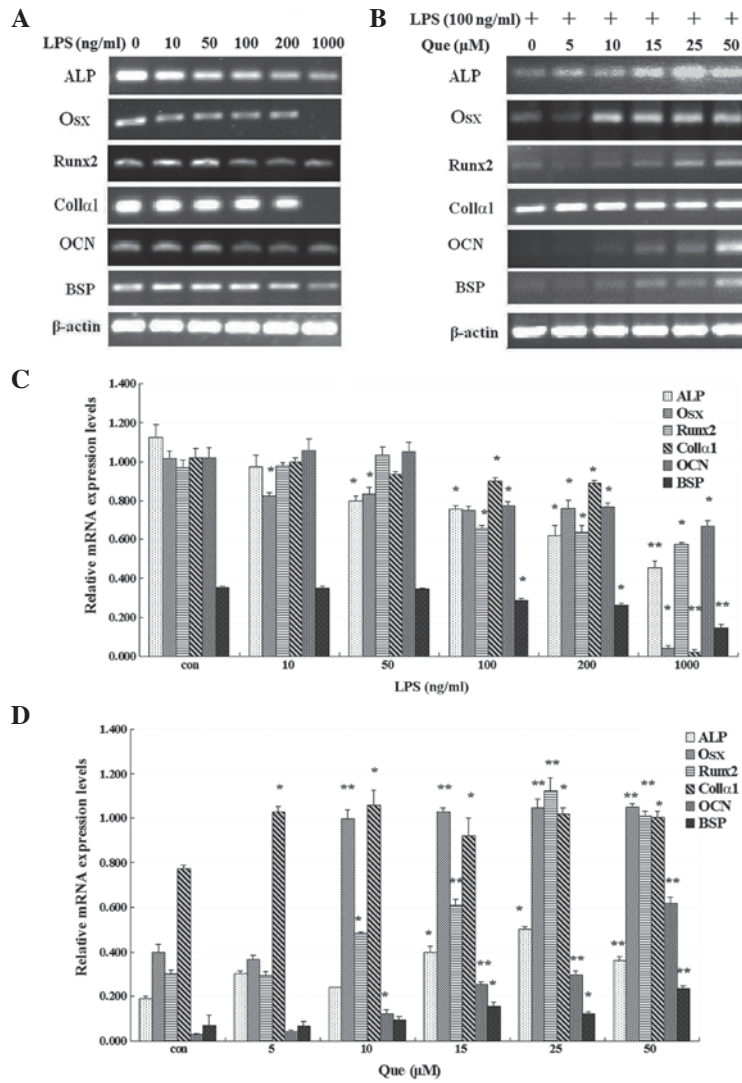 A
LPS (ng/ml) 0 10 50 100 200 1000
ALP
Osx
Runx2
Collα1
OCN
BSP
β-actin
B
LPS (100 ng/ml) + + + + + +
Que (μM) 0 5 10 15 25 50
ALP
Osx
Runx2
Collα1
OCN
BSP
β-actin
C
Relative mRNA expression levels
1.400
1.200
1.000
0.800
0.600
0.400
0.200
0.000
ALP
Osx
Runx2
Collα1
OCN
BSP
* * * * * * * * * * * * * ** * * ** * **
con 10 50 100 200 1000
LPS (ng/ml)
D
Relative mRNA expression levels
1.400
1.200
1.000
0.800
0.600
0.400
0.200
0.000
ALP
Osx
Runx2
Collα1
OCN
BSP
* ** * * * * ** ** * ** * * ** ** * ** * ** ** ** * ** **
con 5 10 15 25 50
Que (μM)